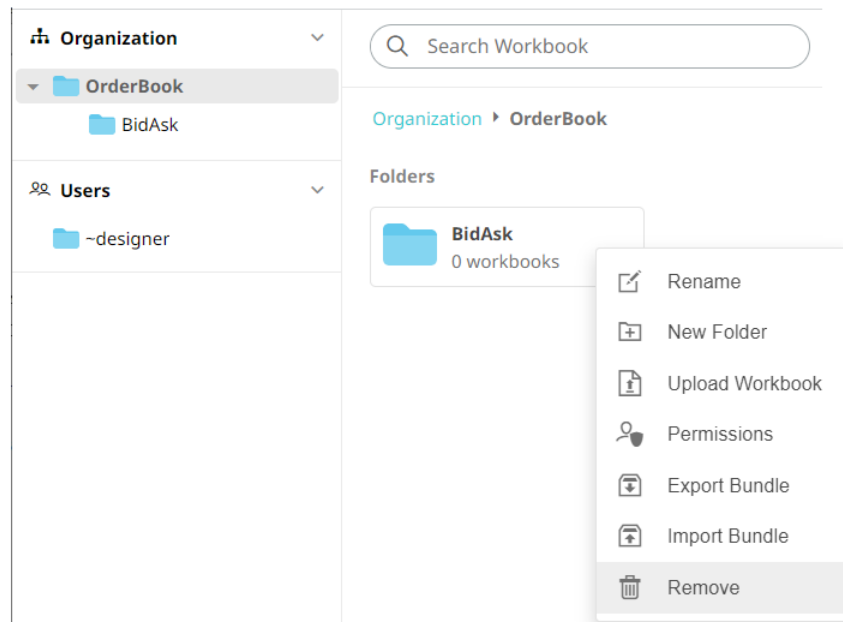 Organization
OrderBook
BidAsk
Users
~designer
Search Workbook
Organization OrderBook
Folders
BidAsk
0 workbooks
Rename
New Folder
Upload Workbook
Permissions
Export Bundle
Import Bundle
Remove